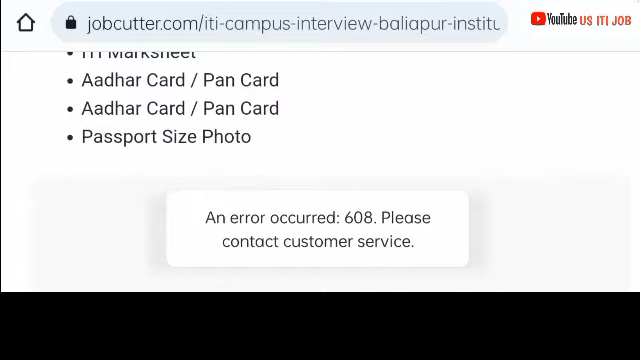 jobcutter.com/iti-campus-interview-baliapur-institu
YouTube US ITI JOB
ITI Marksheet
Aadhar Card / Pan Card
Aadhar Card / Pan Card
Passport Size Photo
An error occurred: 608. Please
contact customer service.